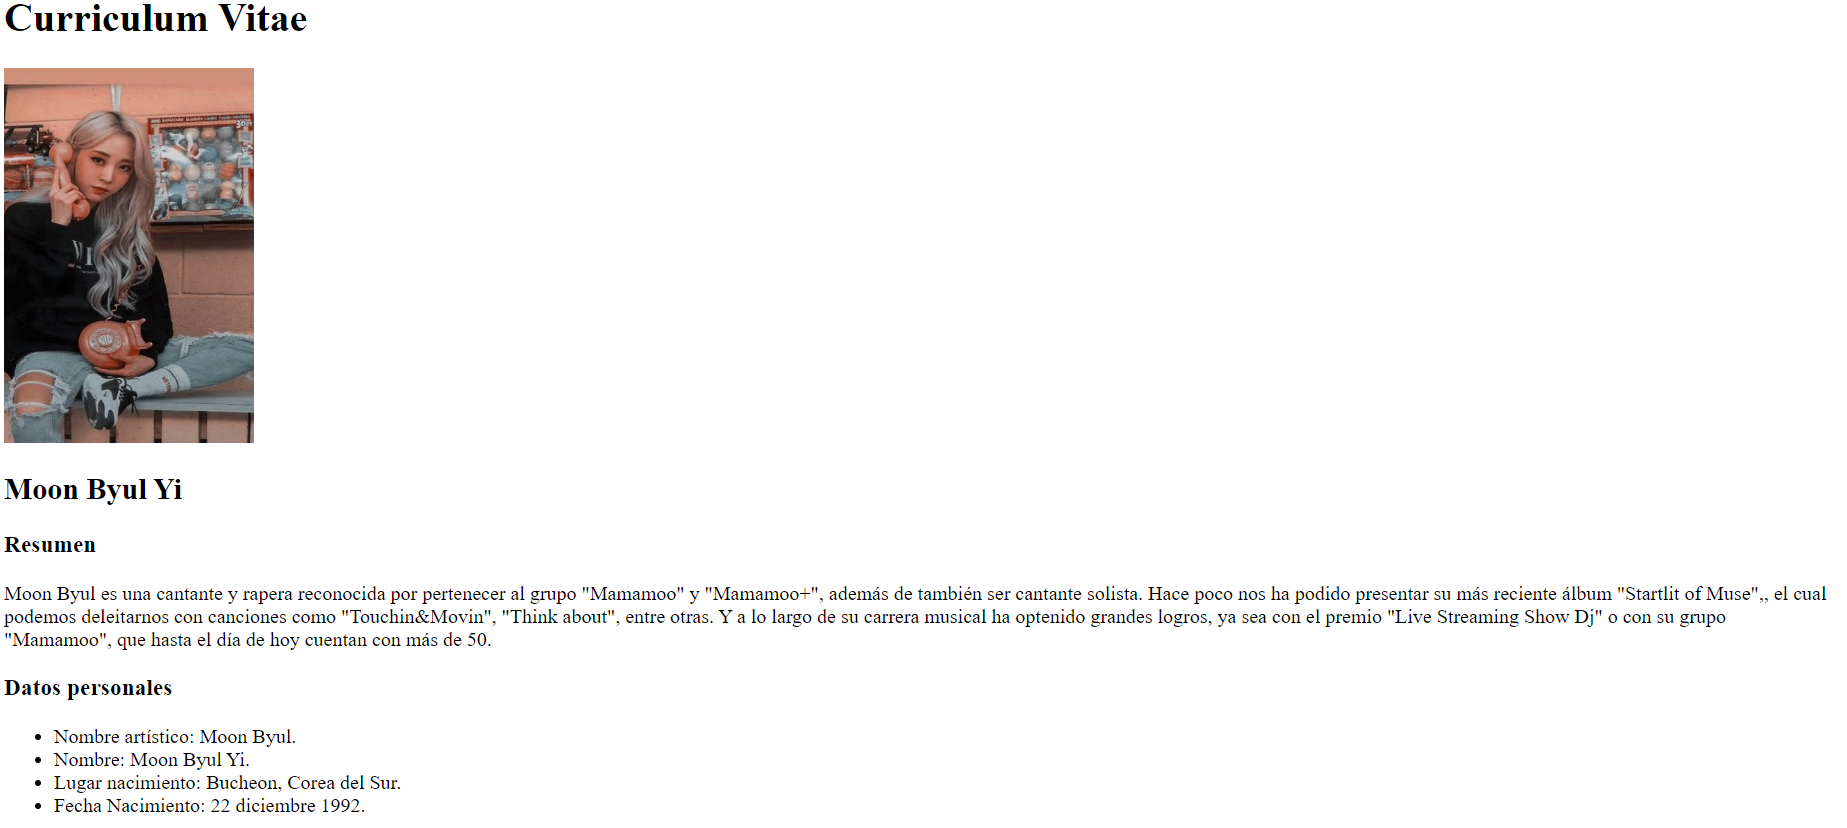 Curriculum Vitae
Moon Byul Yi
Resumen
Moon Byul es una cantante y rapera reconocida por pertenecer al grupo "Mamamoo" y "Mamamoo+", además de también ser cantante solista. Hace poco nos ha podido presentar su más reciente álbum "Startlit of Muse",, el cual
podemos deleitarnos con canciones como "Touchin&Movin", "Think about", entre otras. Y a lo largo de su carrera musical ha optenido grandes logros, ya sea con el premio "Live Streaming Show Dj" o con su grupo
"Mamamoo", que hasta el día de hoy cuentan con más de 50.
Datos personales
• Nombre artístico: Moon Byul.
• Nombre: Moon Byul Yi.
• Lugar nacimiento: Bucheon, Corea del Sur.
• Fecha Nacimiento: 22 diciembre 1992.